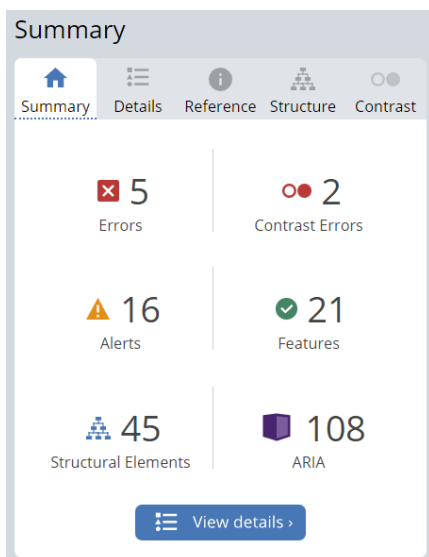 Summary
Summary Details Reference Structure Contrast
5 2
Errors Contrast Errors
16 21
Alerts Features
45 108
Structural Elements ARIA
View details ›